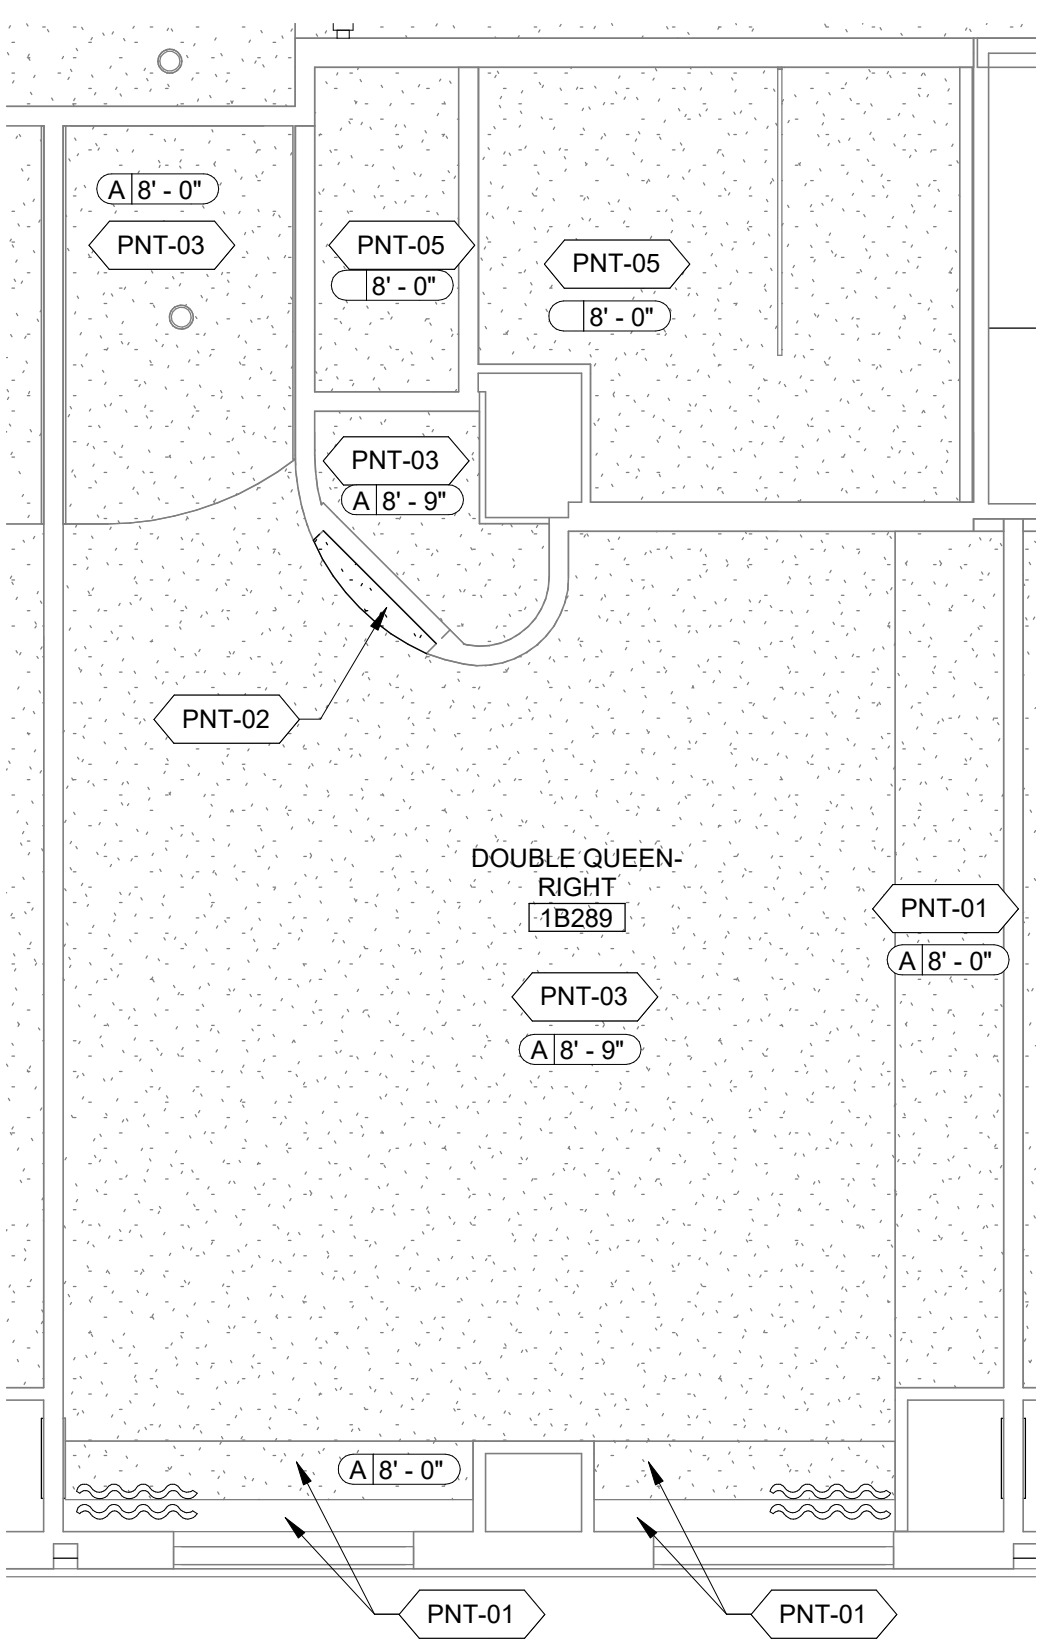 A 8' - 0"
PNT-03
PNT-05
8' - 0"
PNT-05
8' - 0"
PNT-03
A 8' - 9"
PNT-02
DOUBLE QUEEN-
RIGHT
1B289
PNT-01
A 8' - 0"
PNT-03
A 8' - 9"
A 8' - 0"
PNT-01
PNT-01